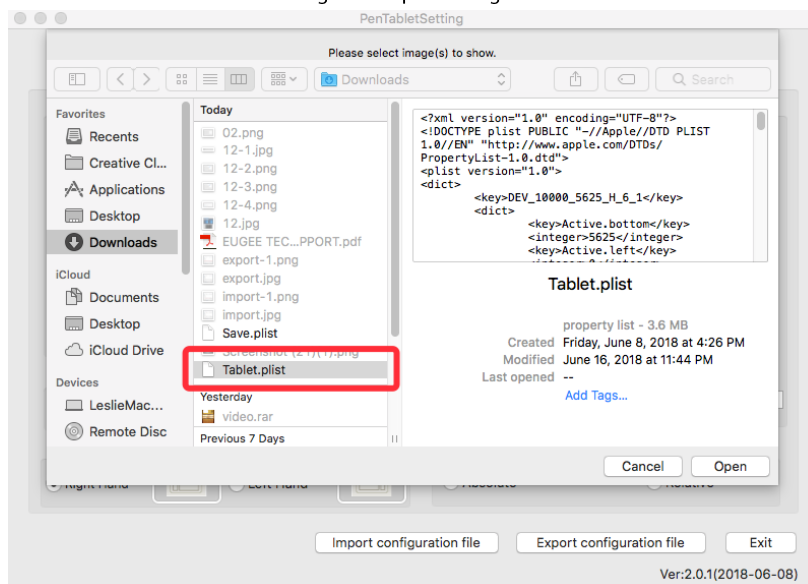 PenTabletSetting
Please select image(s) to show.
Downloads
Search
Favorites
Recents
Creative Cl...
Applications
Desktop
Downloads
iCloud
Documents
Desktop
iCloud Drive
Devices
LeslieMac...
Remote Disc
Today
02.png
12-1.jpg
12-2.png
12-3.png
12-4.png
12.jpg
EUGEE TEC...PPORT.pdf
export-1.png
export.jpg
import-1.png
import.jpg
Save.plist
Screenshot (21)(1).png
Tablet.plist
Yesterday
video.rar
Previous 7 Days
<?xml version="1.0" encoding="UTF-8"?>
<!DOCTYPE plist PUBLIC "-//Apple//DTD PLIST
1.0//EN" "http://www.apple.com/DTDs/
PropertyList-1.0.dtd">
<plist version="1.0">
<dict>
<key>DEV_10000_5625_H_6_1</key>
<dict>
<key>Active.bottom</key>
<integer>5625</integer>
<key>Active.left</key>
Tablet.plist
property list - 3.6 MB
Created Friday, June 8, 2018 at 4:26 PM
Modified June 16, 2018 at 11:44 PM
Last opened --
Add Tags...
Cancel
Open
Right Hand
Left Hand
Absolute
Relative
Import configuration file
Export configuration file
Exit
Ver:2.0.1(2018-06-08)